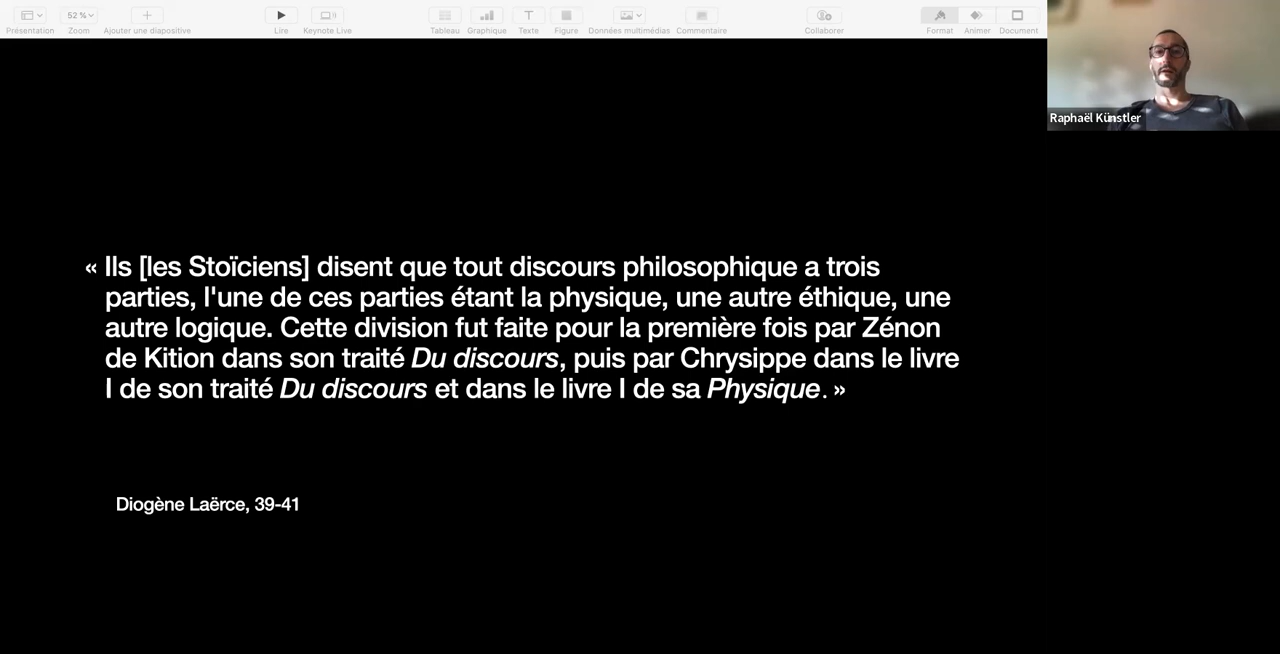 52 %
Présentation Zoom Ajouter une diapositive Lire Keynote Live Tableau Graphique Texte Figure Données multimédias Commentaire Collaborer Format Animer Document
Raphaël Künstler
« Ils [les Stoïciens] disent que tout discours philosophique a trois
parties, l'une de ces parties étant la physique, une autre éthique, une
autre logique. Cette division fut faite pour la première fois par Zénon
de Kition dans son traité Du discours, puis par Chrysippe dans le livre
I de son traité Du discours et dans le livre I de sa Physique. »
Diogène Laërce, 39-41